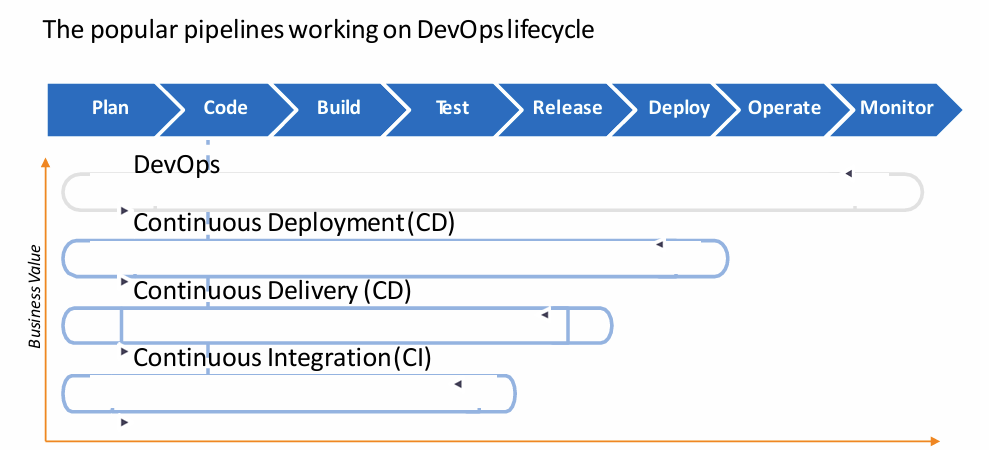 The popular pipelines working on DevOps lifecycle
Plan Code Build Test Release Deploy Operate Monitor
DevOps
Continuous Deployment (CD)
Continuous Delivery (CD)
Continuous Integration (CI)
Business Value